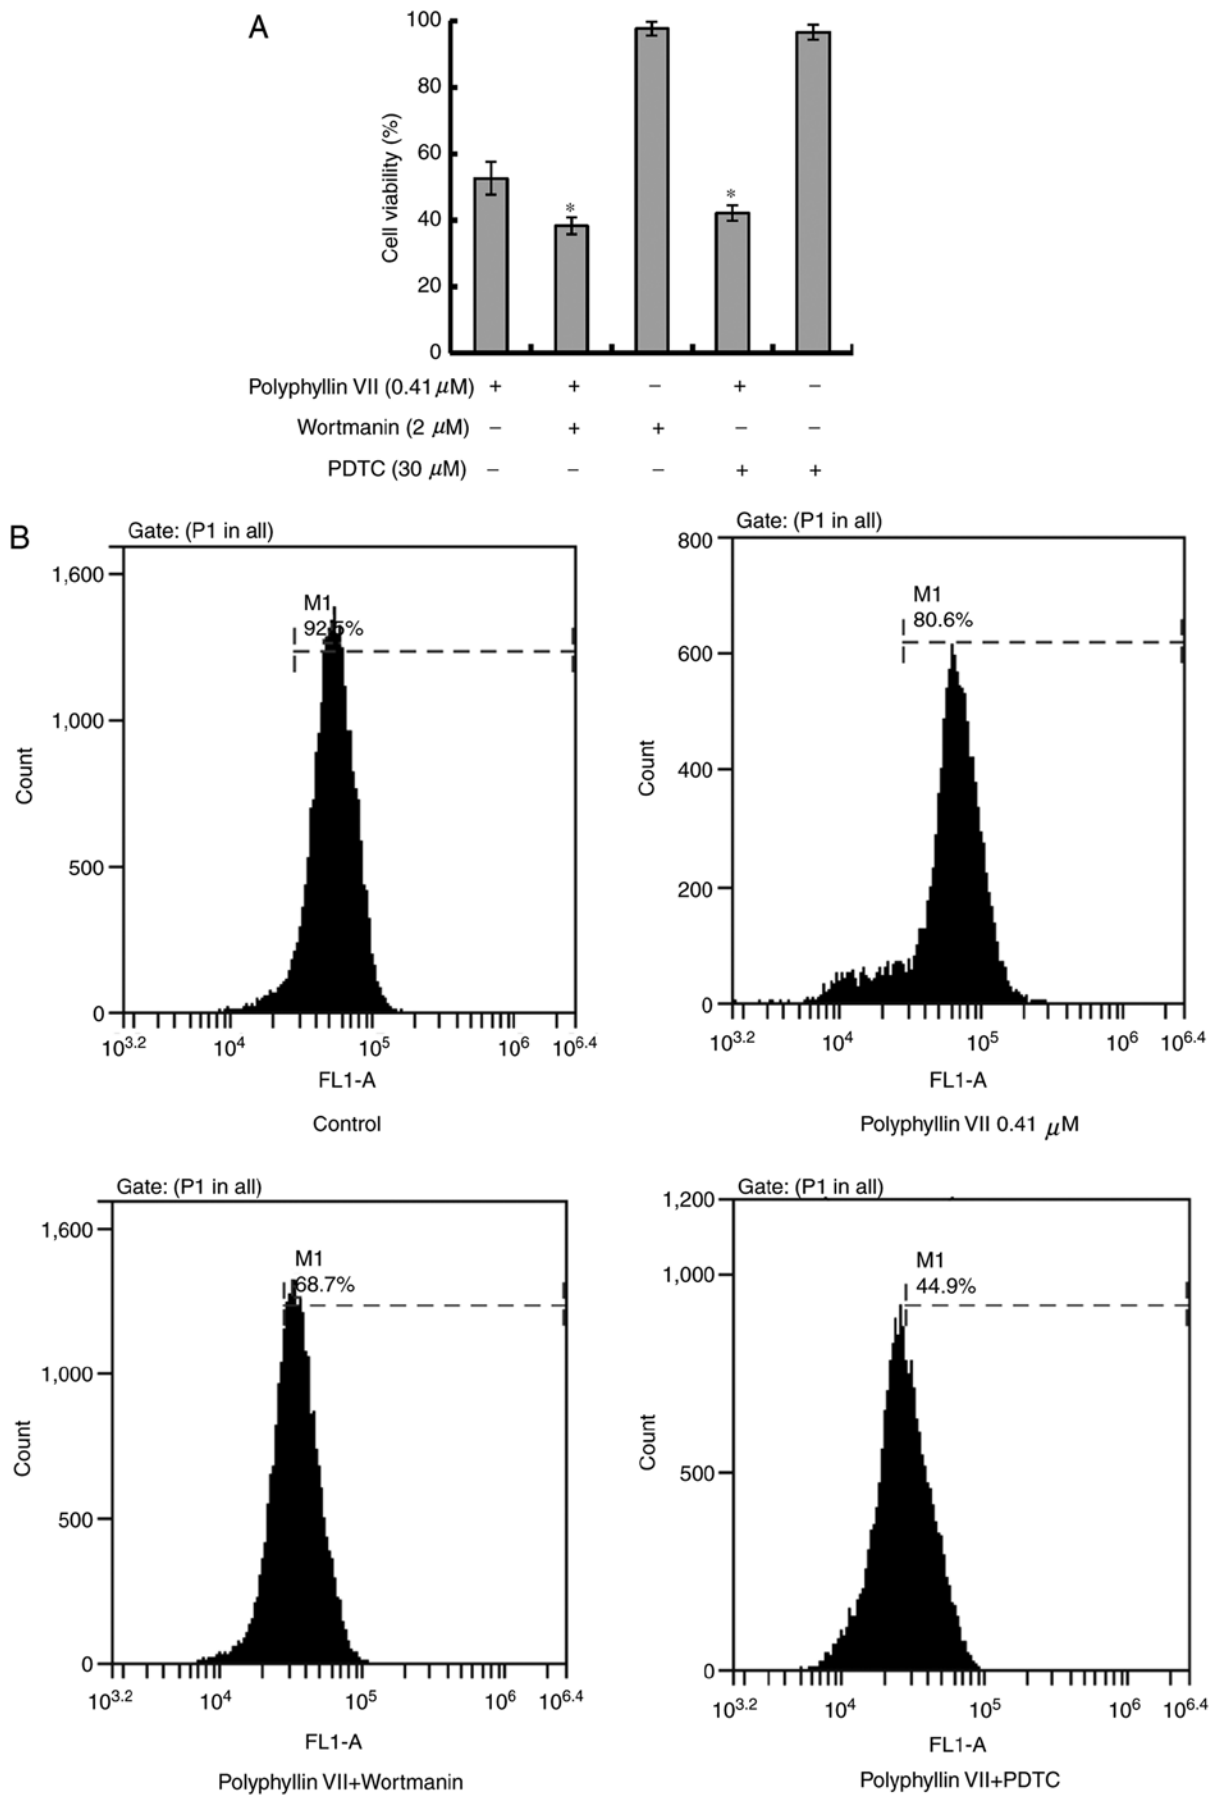 A
100
80
60
40
20
0
Cell viability (%)
*
*
Polyphyllin VII (0.41 μM) + + − + −
Wortmanin (2 μM) − + + − −
PDTC (30 μM) − − − + +
B
Gate: (P1 in all)
1,600
1,000
500
0
Count
M1
92.5%
10^3.2 10^4 10^5 10^6 10^6.4
FL1-A
Control
Gate: (P1 in all)
800
600
400
200
0
Count
M1
80.6%
10^3.2 10^4 10^5 10^6 10^6.4
FL1-A
Polyphyllin VII 0.41 μM
Gate: (P1 in all)
1,600
1,000
500
0
Count
M1
68.7%
10^3.2 10^4 10^5 10^6 10^6.4
FL1-A
Polyphyllin VII+Wortmanin
Gate: (P1 in all)
1,200
1,000
500
0
Count
M1
44.9%
10^3.2 10^4 10^5 10^6 10^6.4
FL1-A
Polyphyllin VII+PDTC